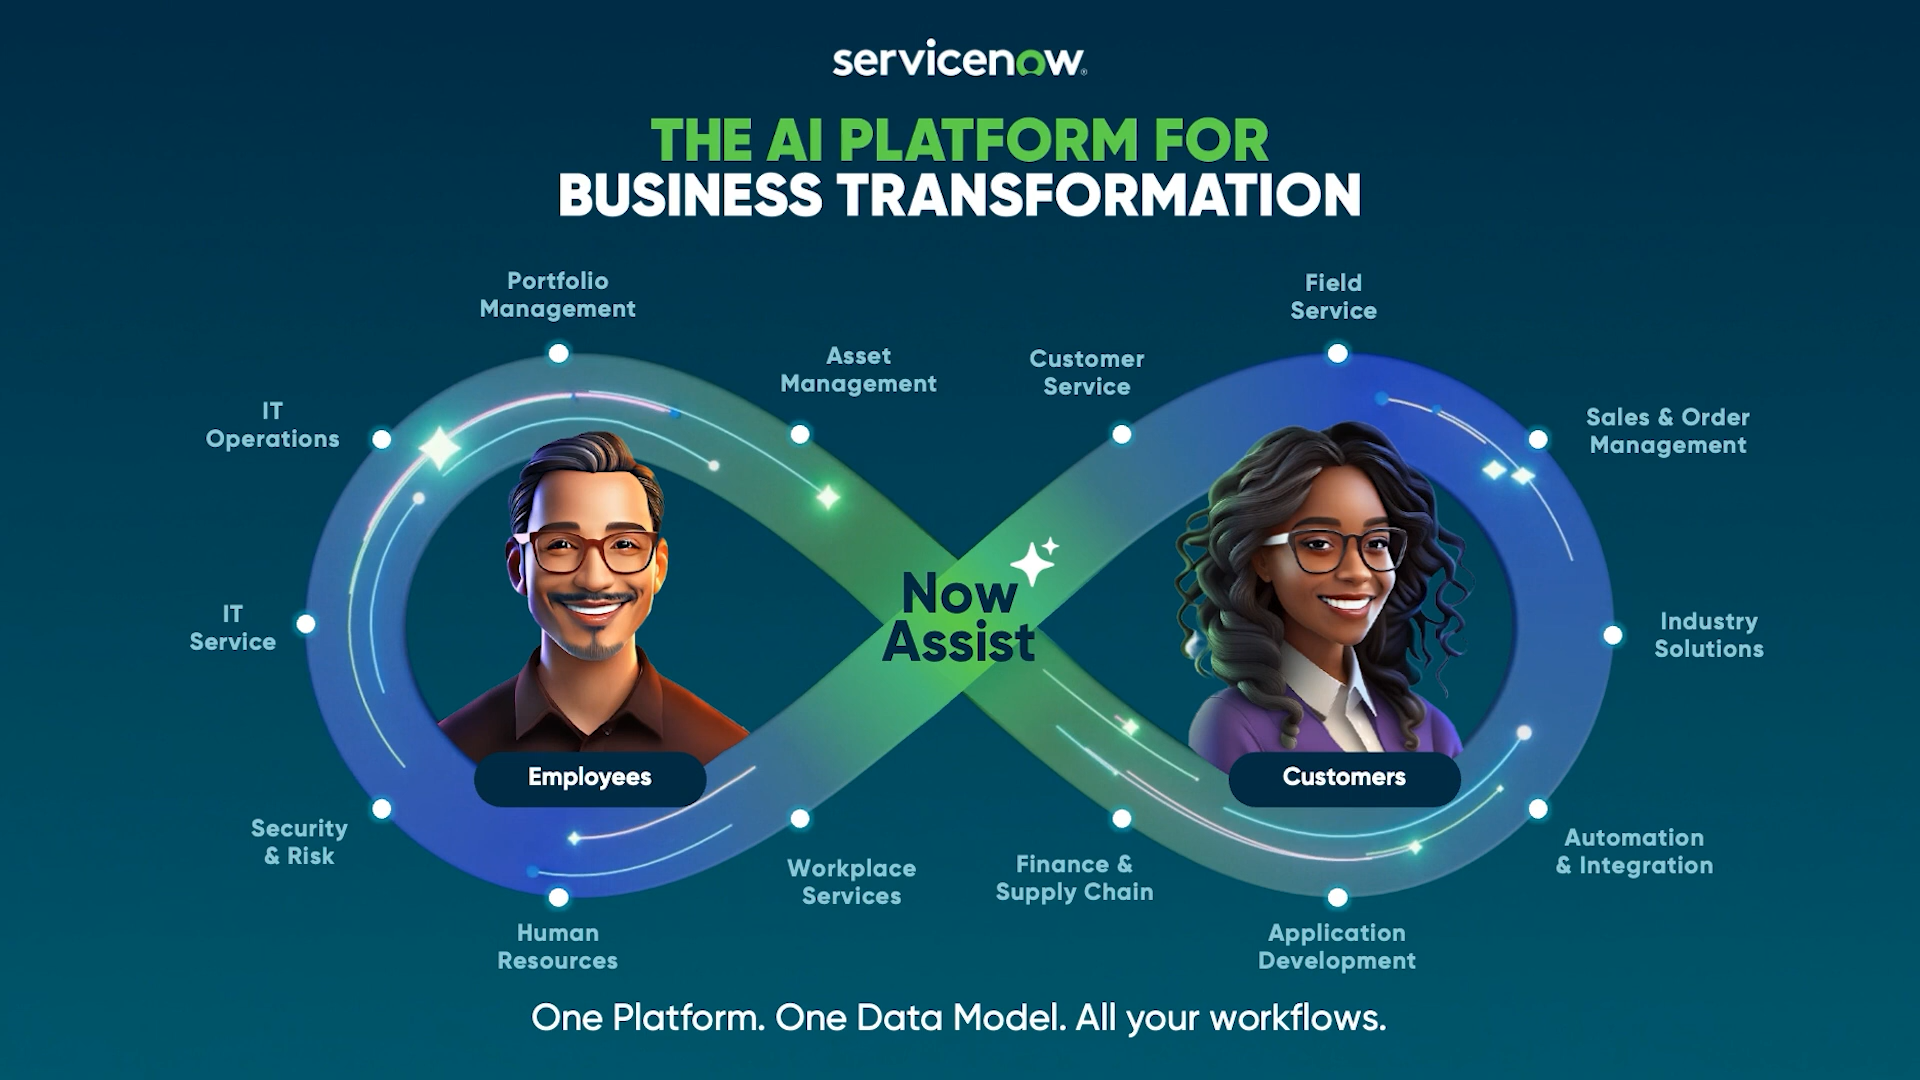 servicenow®
THE AI PLATFORM FOR
BUSINESS TRANSFORMATION
Portfolio
Management
Asset
Management
IT
Operations
IT
Service
Security
& Risk
Human
Resources
Workplace
Services
Employees
Now
Assist
Customer
Service
Field
Service
Sales & Order
Management
Industry
Solutions
Automation
& Integration
Application
Development
Finance &
Supply Chain
Customers
One Platform. One Data Model. All your workflows.